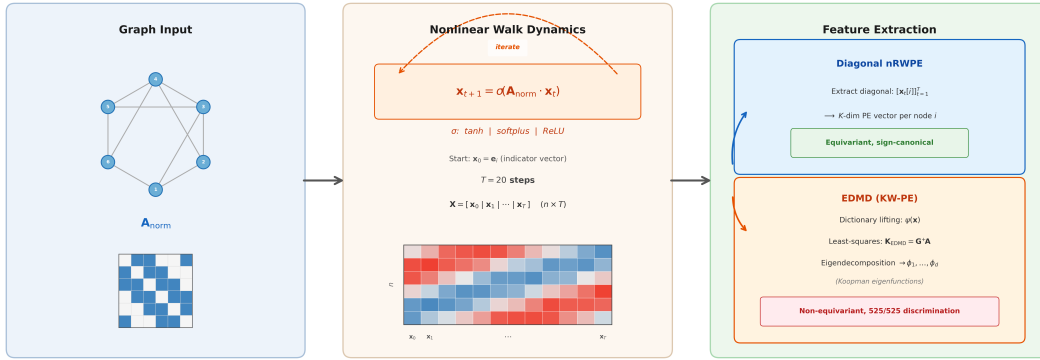 Graph Input
A_norm
Nonlinear Walk Dynamics
iterate
x_{t+1} = σ(A_norm · x_t)
σ: tanh | softplus | ReLU
Start: x_0 = e_i (indicator vector)
T = 20 steps
X = [x_0 | x_1 | ⋯ | x_T] (n × T)
n
x_0 x_1 ⋯ x_T
Feature Extraction
Diagonal nRWPE
Extract diagonal: [x_t[i]]_{t=1}^T
⟶ K-dim PE vector per node i
Equivariant, sign-canonical
EDMD (KW-PE)
Dictionary lifting: φ(x)
Least-squares: K_EDMD = G⁺A
Eigendecomposition → ϕ_1, ..., ϕ_d
(Koopman eigenfunctions)
Non-equivariant, 525/525 discrimination